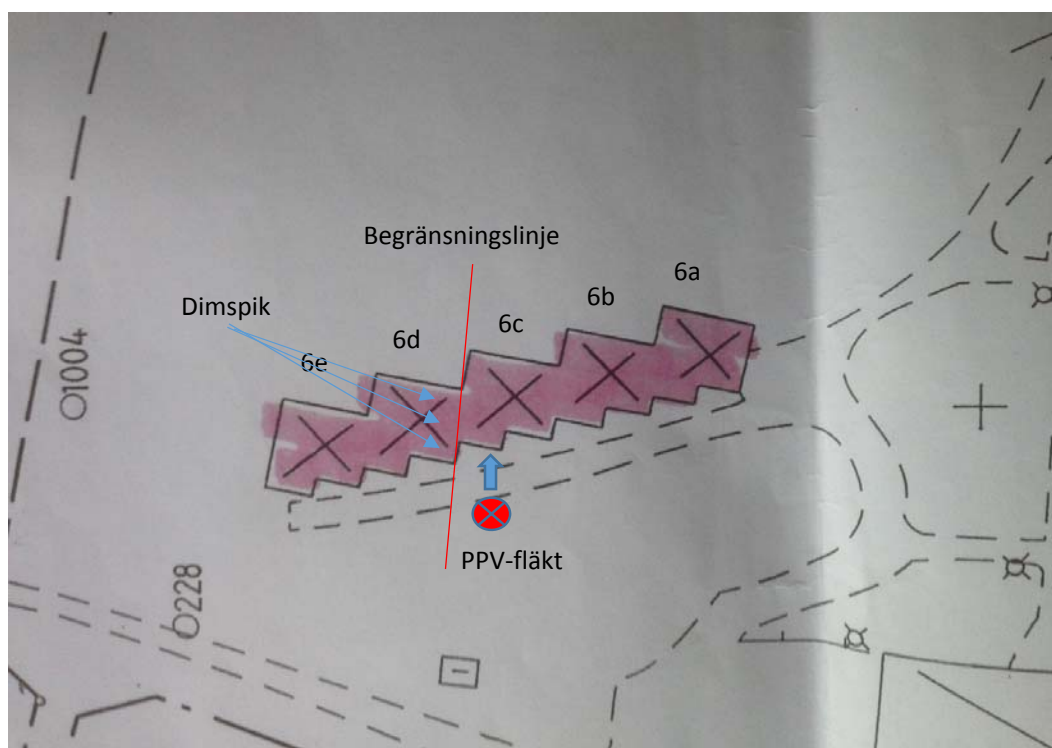 Begränsningslinje
6a
6b
6c
6d
6e
Dimspik
O1004
PPV-fläkt
O228